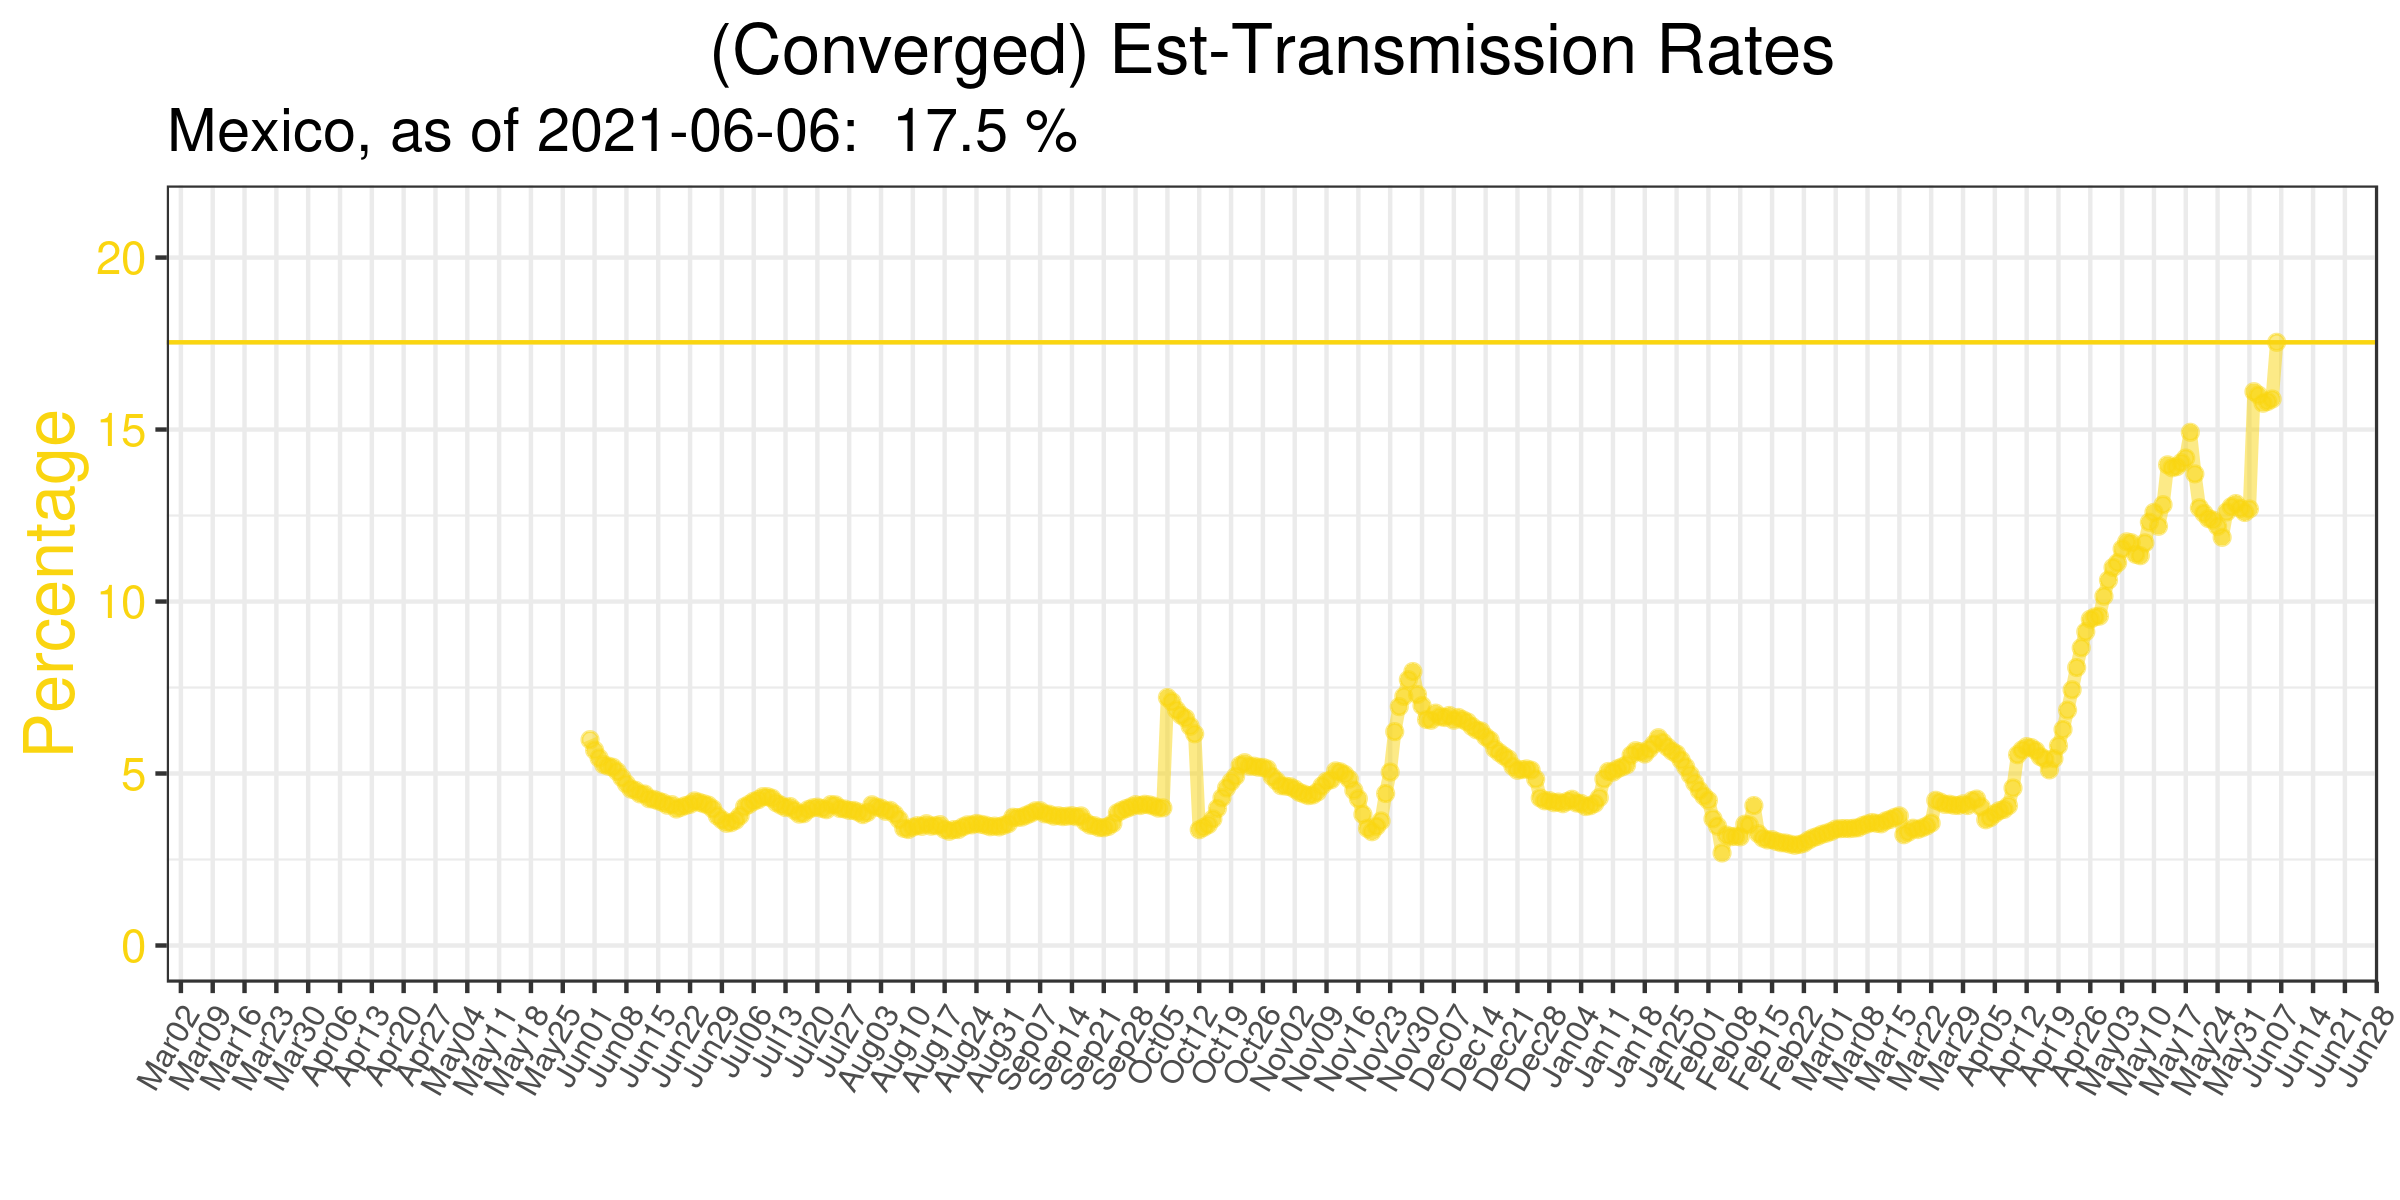 (Converged) Est-Transmission Rates
Mexico, as of 2021-06-06:  17.5 %
Percentage
20
15
10
5
0
Mar02
Mar09
Mar16
Mar23
Mar30
Apr06
Apr13
Apr20
Apr27
May04
May11
May18
May25
Jun01
Jun08
Jun15
Jun22
Jun29
Jul06
Jul13
Jul20
Jul27
Aug03
Aug10
Aug17
Aug24
Aug31
Sep07
Sep14
Sep21
Sep28
Oct05
Oct12
Oct19
Oct26
Nov02
Nov09
Nov16
Nov23
Nov30
Dec07
Dec14
Dec21
Dec28
Jan04
Jan11
Jan18
Jan25
Feb01
Feb08
Feb15
Feb22
Mar01
Mar08
Mar15
Mar22
Mar29
Apr05
Apr12
Apr19
Apr26
May03
May10
May17
May24
May31
Jun07
Jun14
Jun21
Jun28